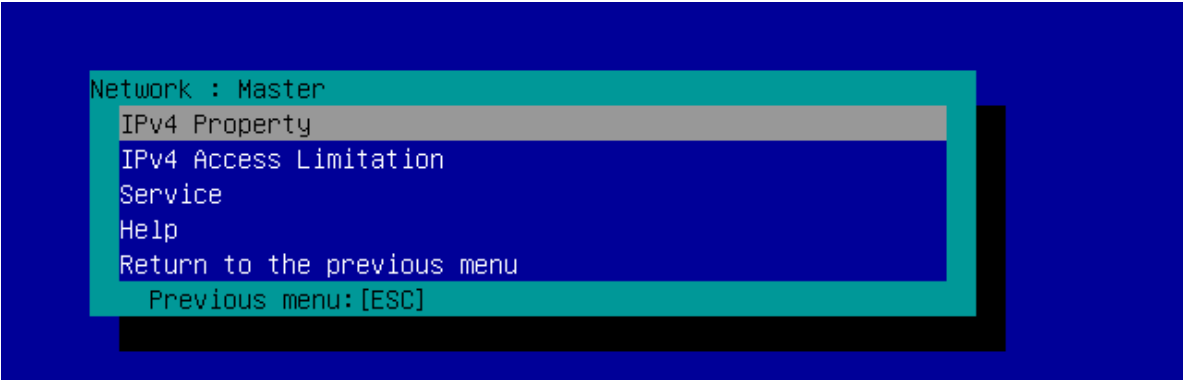 Network : Master
IPv4 Property
IPv4 Access Limitation
Service
Help
Return to the previous menu
Previous menu:[ESC]